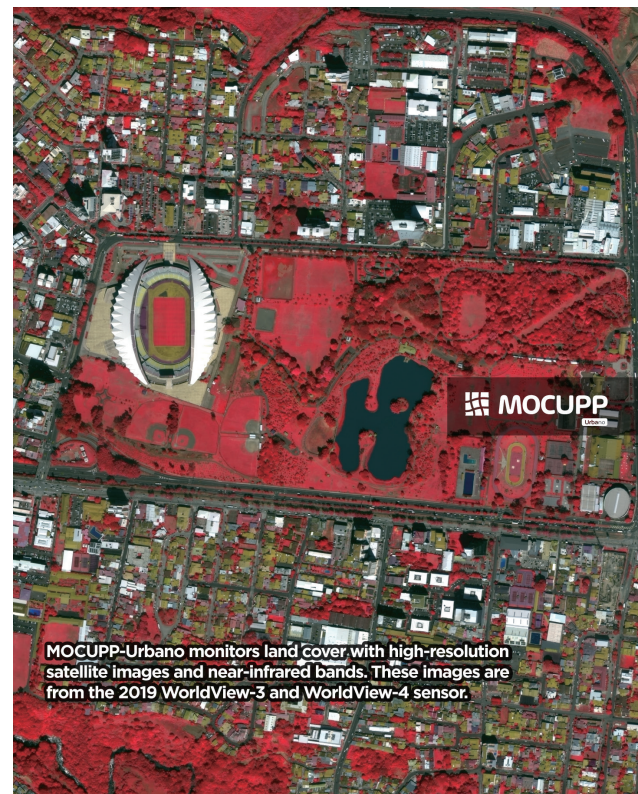 MOCUPP
Urbano
MOCUPP-Urbano monitors land cover with high-resolution
satellite images and near-infrared bands. These images are
from the 2019 WorldView-3 and WorldView-4 sensor.